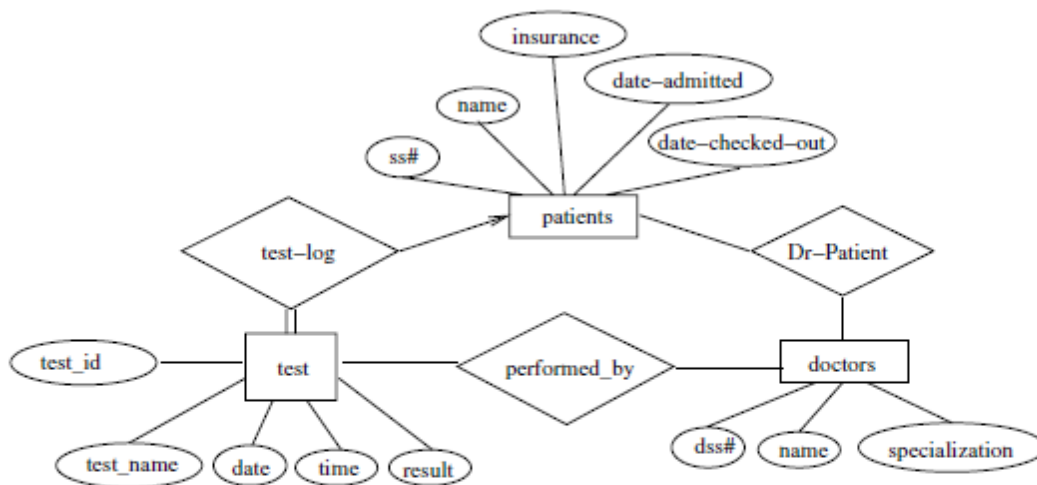 insurance
date-admitted
name
date-checked-out
ss#
patients
test-log
Dr-Patient
test_id
test
performed_by
doctors
test_name
date
time
result
dss#
name
specialization